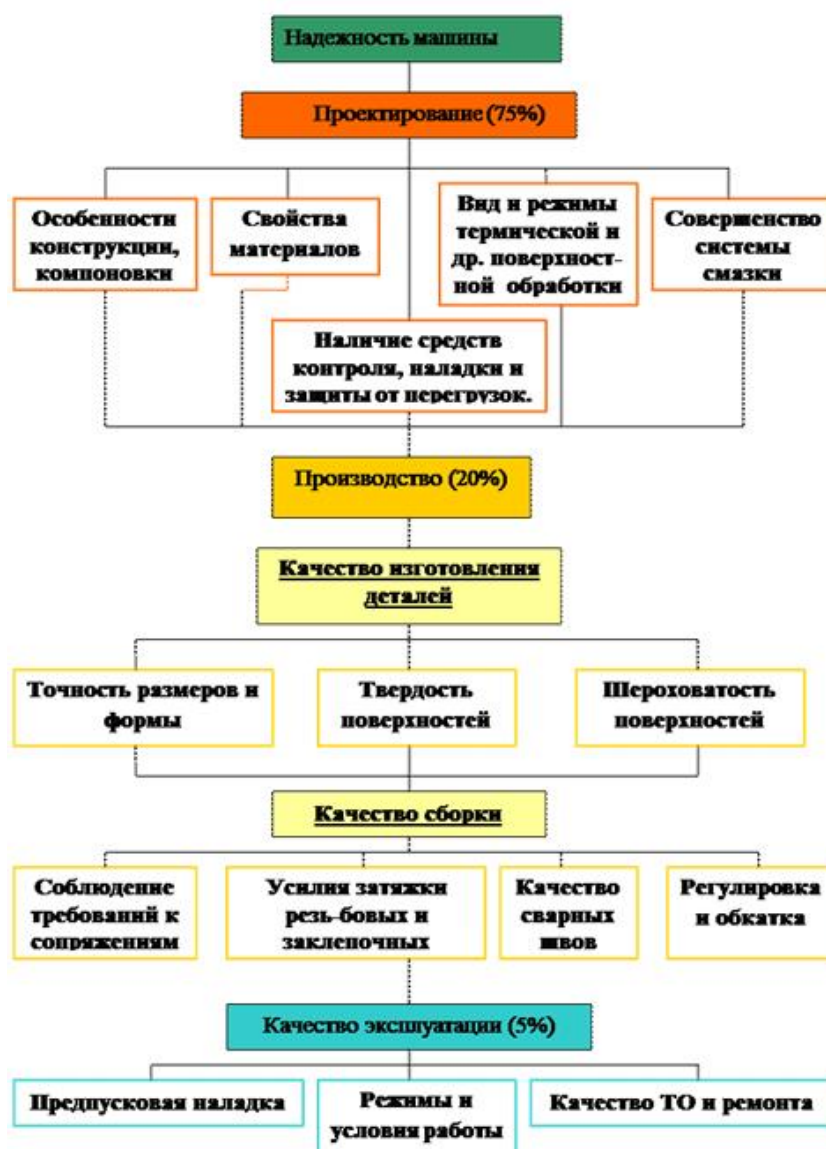 Надежность машины
Проектирование (75%)
Особенности
конструкции,
компоновки
Свойства
материалов
Вид и режимы
термической и
др. поверхност-
ной обработки
Совершенство
системы
смазки
Наличие средств
контроля, наладки и
защиты от перегрузок.
Производство (20%)
Качество изготовления
деталей
Точность размеров и
формы
Твердость
поверхностей
Шероховатость
поверхностей
Качество сборки
Соблюдение
требований к
сопряжениям
Усилия затяжки
резь-бовых и
заклепочных
Качество
сварных
швов
Регулировка
и обкатка
Качество эксплуатации (5%)
Предпусковая наладка
Режимы и
условия работы
Качество ТО и ремонта